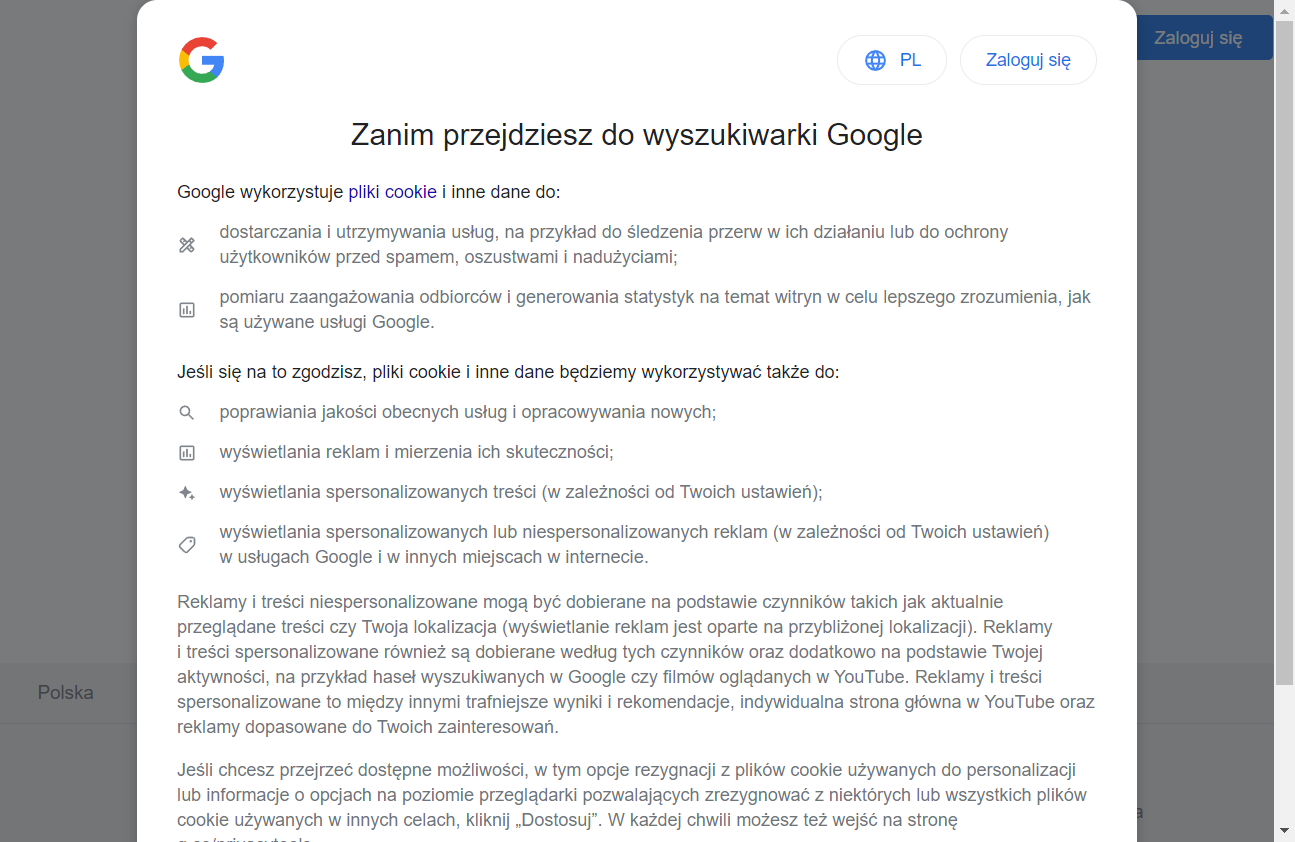 PL
Zaloguj się
Zaloguj się
Zanim przejdziesz do wyszukiwarki Google
Google wykorzystuje pliki cookie i inne dane do:
dostarczania i utrzymywania usług, na przykład do śledzenia przerw w ich działaniu lub do ochrony
użytkowników przed spamem, oszustwami i nadużyciami;
pomiaru zaangażowania odbiorców i generowania statystyk na temat witryn w celu lepszego zrozumienia, jak
są używane usługi Google.
Jeśli się na to zgodzisz, pliki cookie i inne dane będziemy wykorzystywać także do:
poprawiania jakości obecnych usług i opracowywania nowych;
wyświetlania reklam i mierzenia ich skuteczności;
wyświetlania spersonalizowanych treści (w zależności od Twoich ustawień);
wyświetlania spersonalizowanych lub niespersonalizowanych reklam (w zależności od Twoich ustawień)
w usługach Google i w innych miejscach w internecie.
Reklamy i treści niespersonalizowane mogą być dobierane na podstawie czynników takich jak aktualnie
przeglądane treści czy Twoja lokalizacja (wyświetlanie reklam jest oparte na przybliżonej lokalizacji). Reklamy
i treści spersonalizowane również są dobierane według tych czynników oraz dodatkowo na podstawie Twojej
aktywności, na przykład haseł wyszukiwanych w Google czy filmów oglądanych w YouTube. Reklamy i treści
spersonalizowane to między innymi trafniejsze wyniki i rekomendacje, indywidualna strona główna w YouTube oraz
reklamy dopasowane do Twoich zainteresowań.
Polska
Jeśli chcesz przejrzeć dostępne możliwości, w tym opcje rezygnacji z plików cookie używanych do personalizacji
lub informacje o opcjach na poziomie przeglądarki pozwalających zrezygnować z niektórych lub wszystkich plików
cookie używanych w innych celach, kliknij „Dostosuj”. W każdej chwili możesz też wejść na stronę